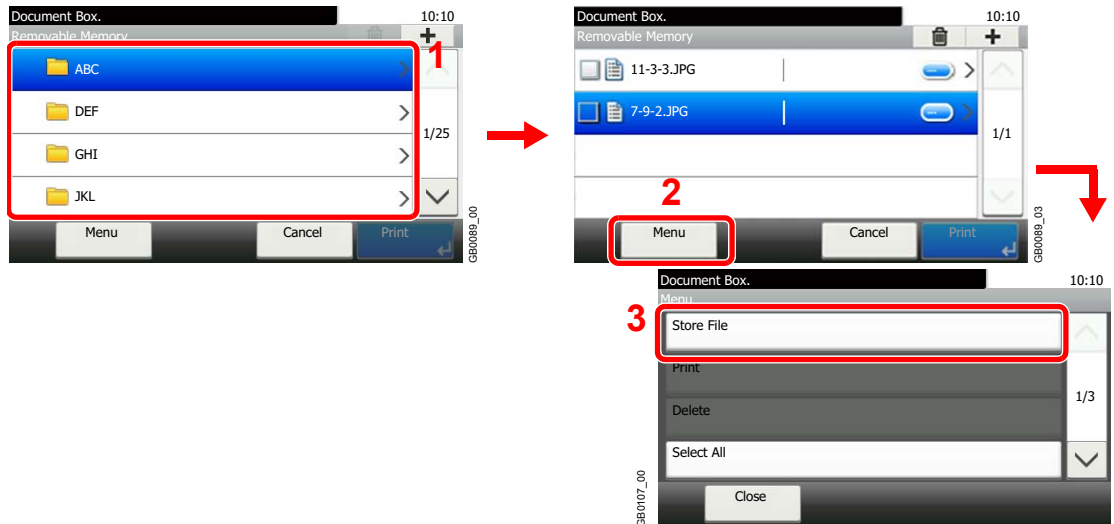 Document Box. 10:10
Removable Memory
1
ABC
DEF
1/25
GHI
JKL
Menu Cancel Print
GB0089_00
Document Box. 10:10
Removable Memory
11-3-3.JPG
7-9-2.JPG
1/1
2
Menu Cancel Print
GB0089_03
Document Box. 10:10
Menu
3
Store File
Print
1/3
Delete
Select All
Close
GB0107_00